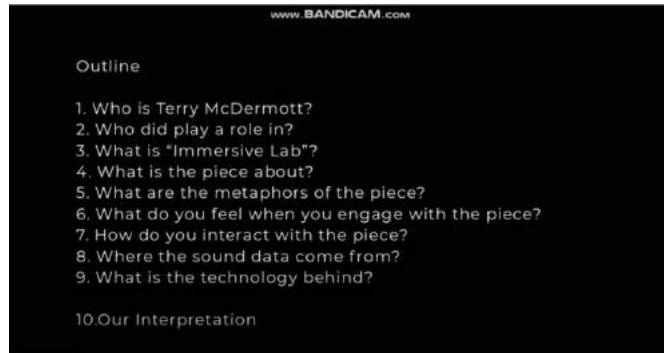 www.BANDICAM.COM
Outline
1. Who is Terry McDermott?
2. Who did play a role in?
3. What is “Immersive Lab”?
4. What is the piece about?
5. What are the metaphors of the piece?
6. What do you feel when you engage with the piece?
7. How do you interact with the piece?
8. Where the sound data come from?
9. What is the technology behind?
10.Our Interpretation